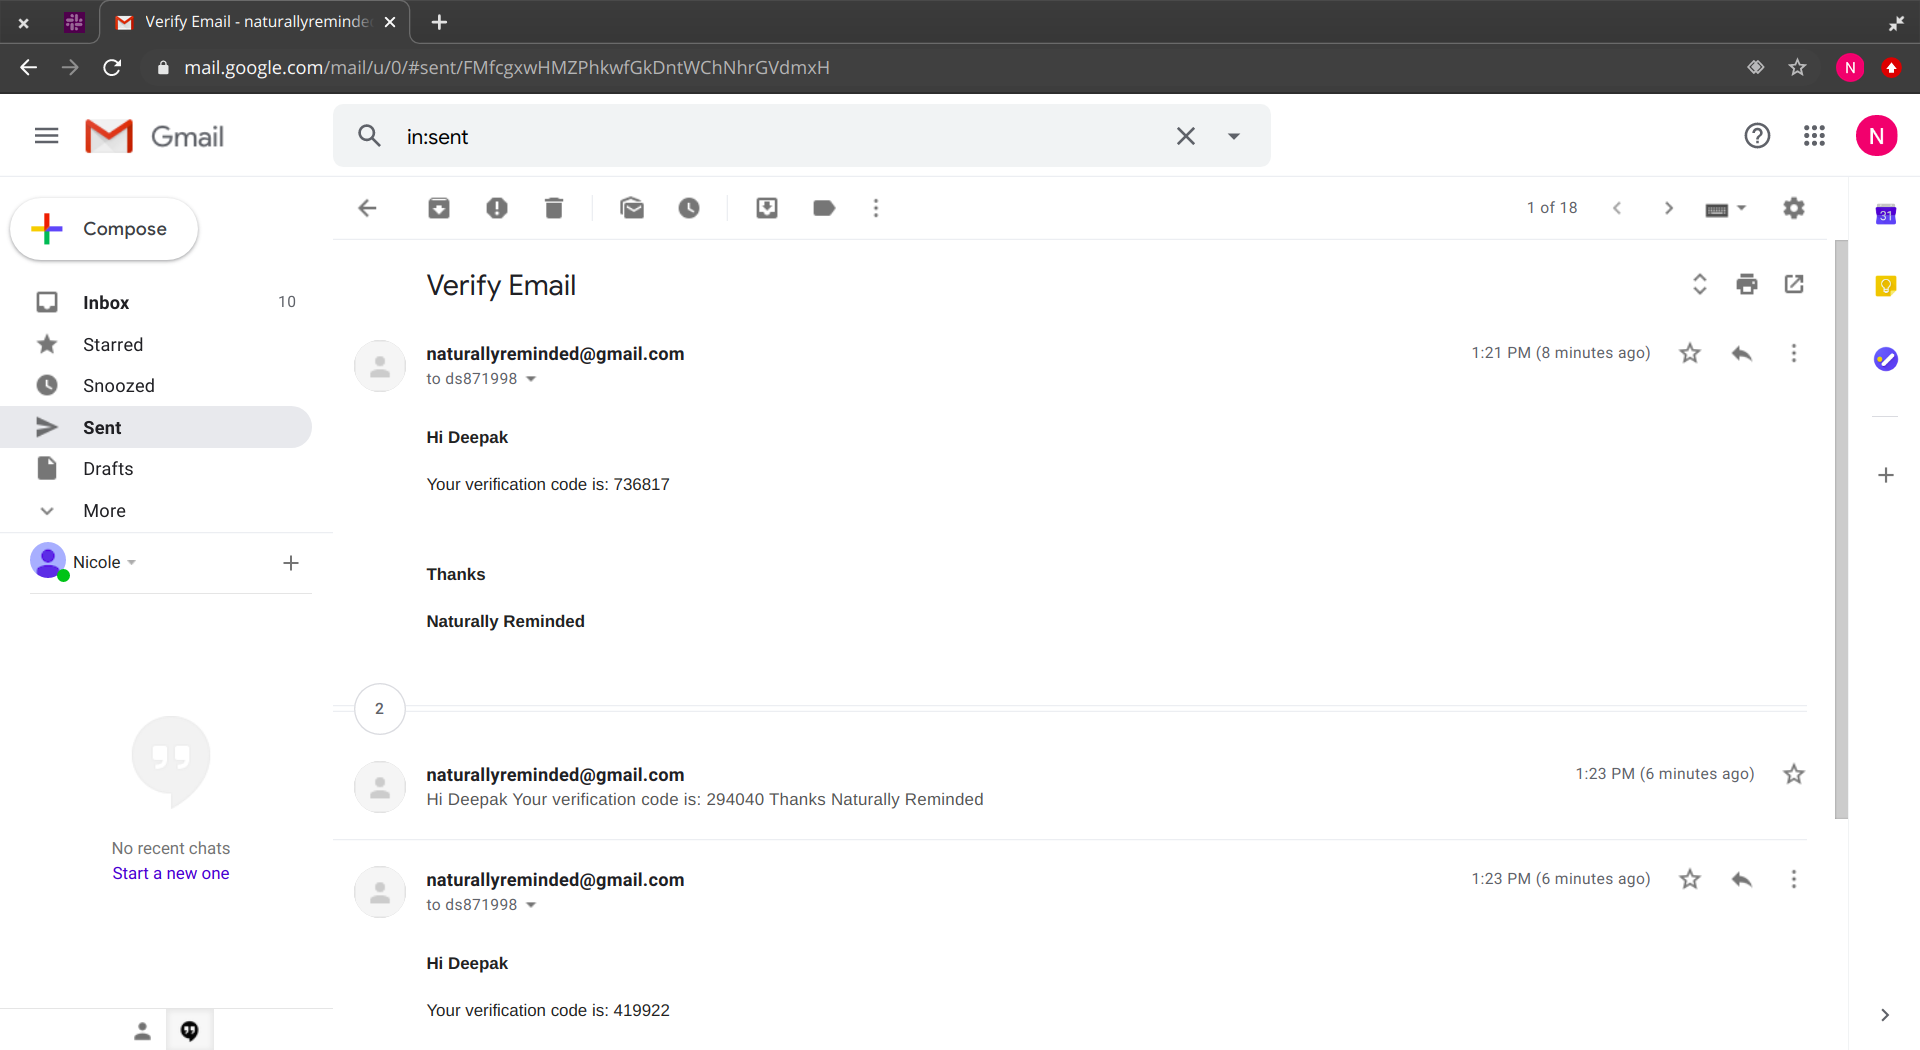 Verify Email - naturallyreminde
mail.google.com/mail/u/0/#sent/FMfcgxwHMZPhkwfGkDntWChNhrGVdmxH
N
Gmail
in:sent
N
Compose
1 of 18
31
Inbox 10
Starred
Snoozed
Sent
Drafts
More
Nicole
No recent chats
Start a new one
Verify Email
naturallyreminded@gmail.com
1:21 PM (8 minutes ago)
to ds871998
Hi Deepak
Your verification code is: 736817
Thanks
Naturally Reminded
2
naturallyreminded@gmail.com
1:23 PM (6 minutes ago)
Hi Deepak Your verification code is: 294040 Thanks Naturally Reminded
naturallyreminded@gmail.com
1:23 PM (6 minutes ago)
to ds871998
Hi Deepak
Your verification code is: 419922